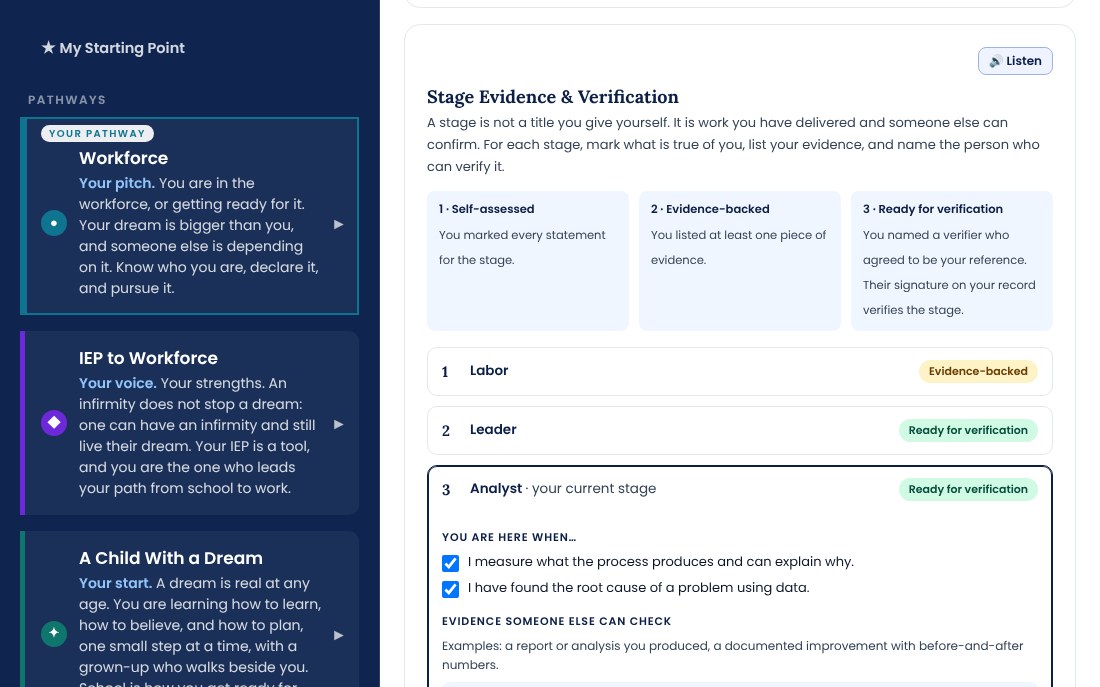 ★ My Starting Point
PATHWAYS
YOUR PATHWAY
Workforce
Your pitch. You are in the
workforce, or getting ready for it.
Your dream is bigger than you,
and someone else is depending
on it. Know who you are, declare it,
and pursue it.
IEP to Workforce
Your voice. Your strengths. An
infirmity does not stop a dream:
one can have an infirmity and still
live their dream. Your IEP is a tool,
and you are the one who leads
your path from school to work.
A Child With a Dream
Your start. A dream is real at any
age. You are learning how to learn,
how to believe, and how to plan,
one small step at a time, with a
grown-up who walks beside you.
School is how you get ready for
🔊 Listen
Stage Evidence & Verification
A stage is not a title you give yourself. It is work you have delivered and someone else can
confirm. For each stage, mark what is true of you, list your evidence, and name the person who
can verify it.
1 · Self-assessed
You marked every statement
for the stage.
2 · Evidence-backed
You listed at least one piece of
evidence.
3 · Ready for verification
You named a verifier who
agreed to be your reference.
Their signature on your record
verifies the stage.
1 Labor Evidence-backed
2 Leader Ready for verification
3 Analyst · your current stage Ready for verification
YOU ARE HERE WHEN…
I measure what the process produces and can explain why.
I have found the root cause of a problem using data.
EVIDENCE SOMEONE ELSE CAN CHECK
Examples: a report or analysis you produced, a documented improvement with before-and-after
numbers.